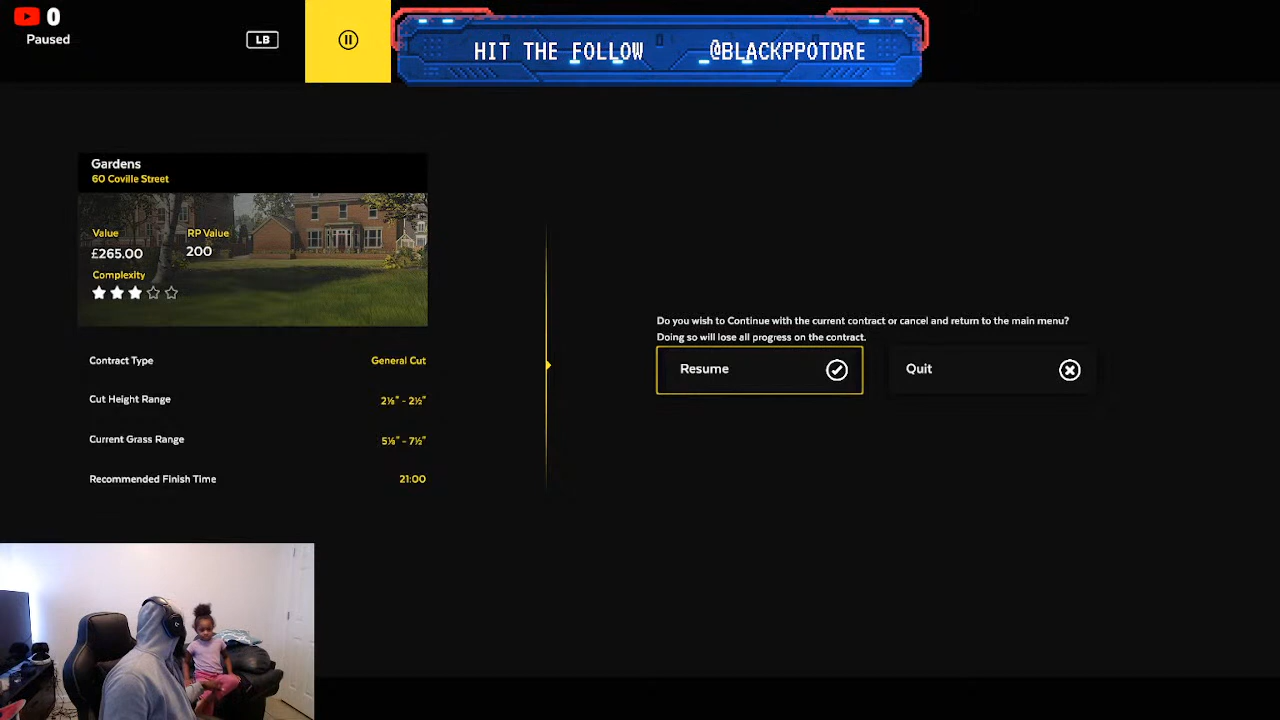 0
Paused
LB
HIT THE FOLLOW @BLACKPPOTDRE
Gardens
60 Coville Street
Value RP Value
£265.00 200
Complexity
Contract Type General Cut
Cut Height Range 2⅛" - 2½"
Current Grass Range 5⅛" - 7½"
Recommended Finish Time 21:00
Do you wish to Continue with the current contract or cancel and return to the main menu?
Doing so will lose all progress on the contract.
Resume Quit